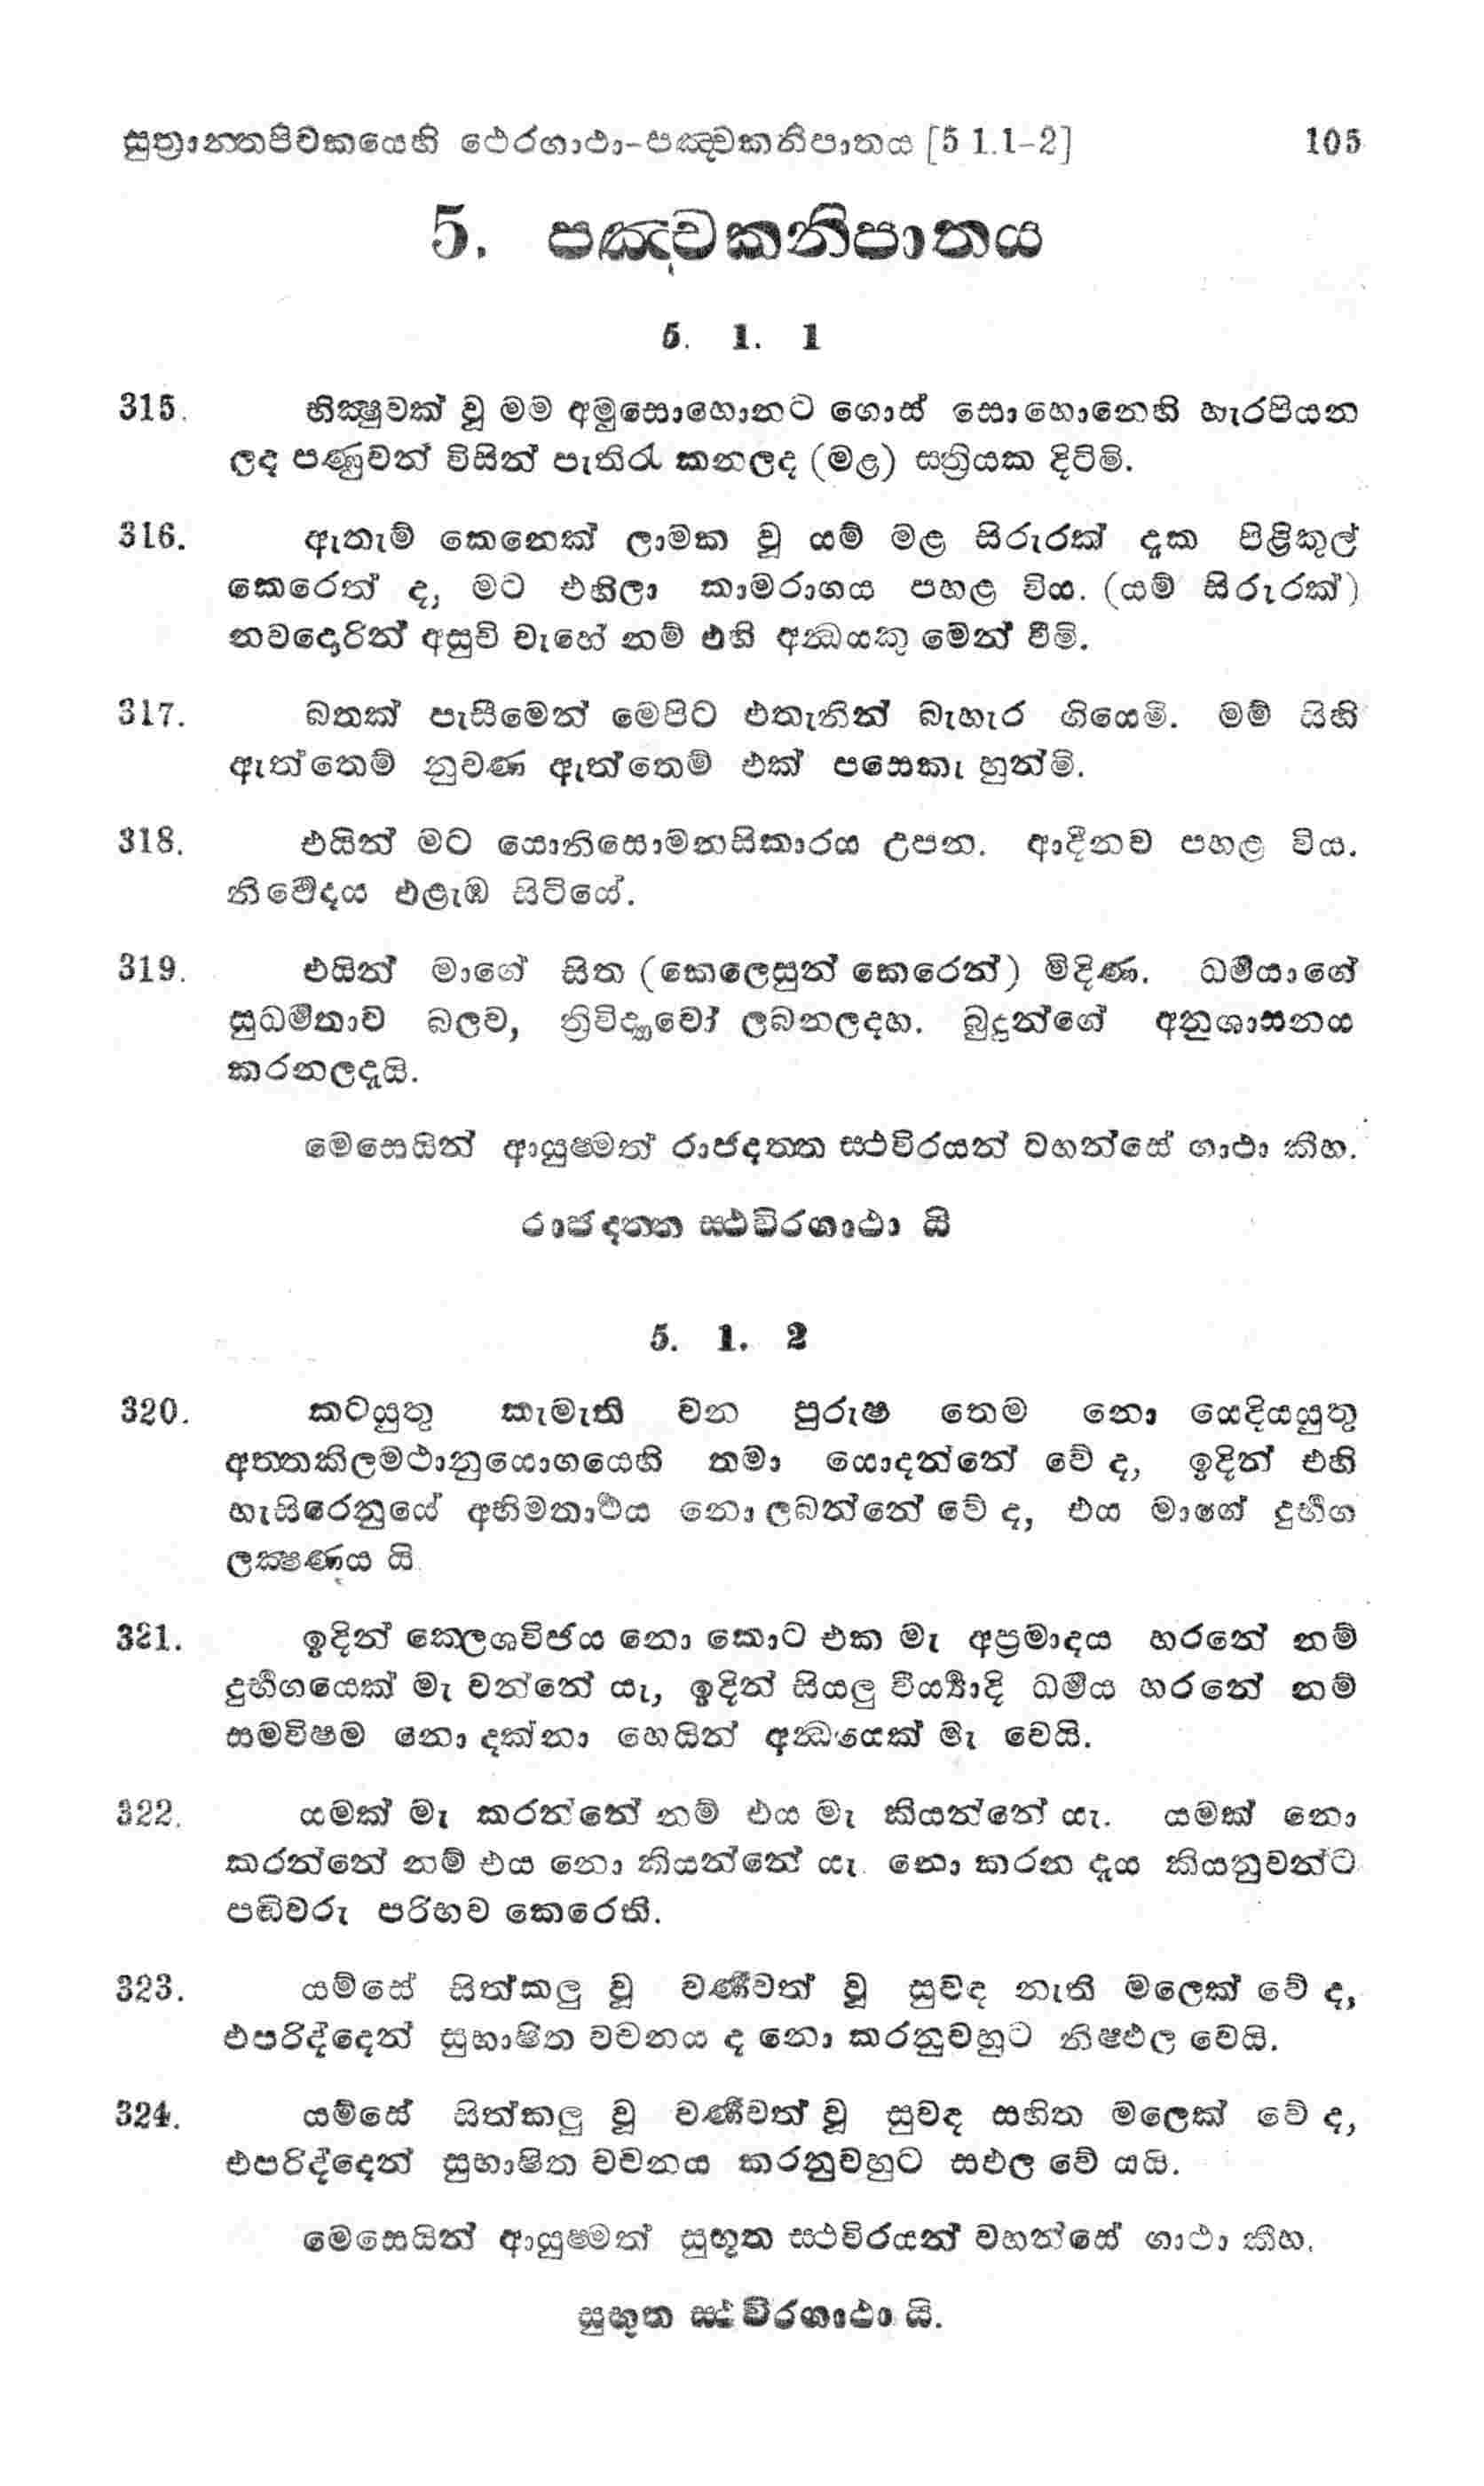 සූත්‍රාන්තපිටකයෙහි ථෙරගාථා-පඤ්චකනිපාතය [5 1.1-2] 105
5. පඤ්චකනිපාතය
5. 1. 1
315. භික්ෂුවක් වූ මම අමුසොහොනට ගොස් සොහොනෙහි හැරපියන
ලද පණුවන් විසින් පැතිරැ කනලද (මළ) ස්ත්‍රියක දිටිමි.
316. ඇතැම් කෙනෙක් ලාමක වූ යම් මළ සිරුරක් දැක පිළිකුල්
කෙරෙත් ද, මට එහිලා කාමරාගය පහළ විය. (යම් සිරුරක්)
නවදොරින් අසුචි වැහේ නම් එහි අන්ධයකු මෙන් වීමි.
317. බතක් පැසීමෙන් මෙපිට එතැනින් බැහැර ගියෙමි. මම් යිහි
ඇත්තෙම් නුවණ ඇත්තෙම් එක් පසෙකැ හුන්මි.
318. එයින් මට යොනිසොමනසිකාරය උපන. ආදීනව පහළ විය.
නිර්වේදය එළැඹ සිටියේ.
319. එයින් මාගේ සිත (කෙලෙසුන් කෙරෙන්) මිදිණ. ධර්මයාගේ
සුධර්මතාව බලව, ත්‍රිවිද්‍යාවෝ ලබනලදහ. බුදුන්ගේ අනුශාසනය
කරනලදැයි.
මෙසෙයින් ආයුෂ්මත් රාජදත්ත ස්ථවිරයන් වහන්සේ ගාථා කීහ.
රාජදත්ත ස්ථවිරගාථා යි
5. 1. 2
320. කටයුතු කැමැති වන පුරුෂ තෙම නො යෙදියයුතු
අත්තකිලමථානුයොගයෙහි තමා යොදන්නේ වේ ද, ඉදින් එහි
හැසිරෙනුයේ අභිමතාර්ථය නොලබන්නේ වේ ද, එය මාගේ දුර්භග
ලක්ෂණය යි
321. ඉදින් ක්ලෙශවිජය නො කොට එක මැ අප්‍රමාදය හරනේ නම්
දුර්භගයෙක් මැ වන්නේ යැ, ඉදින් සියලු වීර්‍ය්‍යාදි ධර්මය හරනේ නම්
සමවිෂම නො දක්නා හෙයින් අන්ධයෙක් මැ වෙයි.
322. යමක් මැ කරන්නේ නම් එය මැ කියන්නේ යැ. යමක් නො
කරන්නේ නම් එය නො කියන්නේ යැ. නො කරන දැය කියනුවන්ට
පඬිවරු පරිභව කෙරෙති.
323. යම්සේ සිත්කලු වූ වර්ණවත් වූ සුවඳ නැති මලෙක් වේ ද,
එපරිද්දෙන් සුභාෂිත වචනය ද නො කරනුවහුට නිෂ්ඵල වෙයි.
324. යම්සේ සිත්කලු වූ වර්ණවත් වූ සුවඳ සහිත මලෙක් වේ ද,
එපරිද්දෙන් සුභාෂිත වචනය කරනුවහුට සඵල වේ යයි.
මෙසෙයින් ආයුෂ්මත් සුභූත ස්ථවිරයන් වහන්සේ ගාථා කීහ.
සුභූත ස්ථවිරගාථා යි.